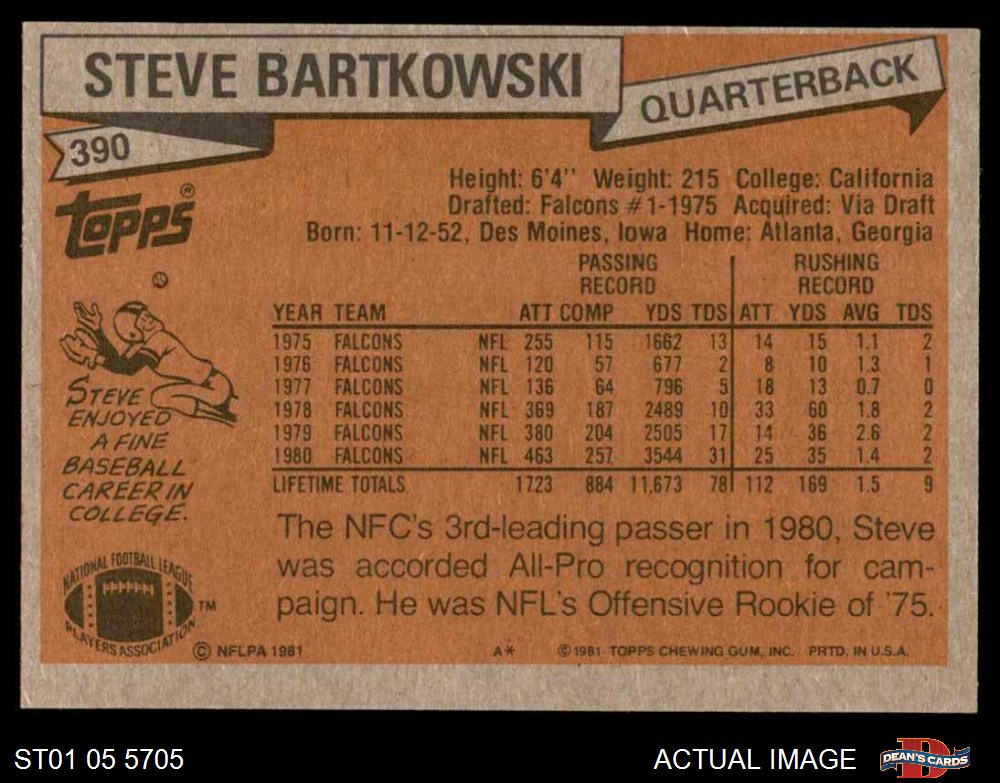 STEVE BARTKOWSKI
QUARTERBACK
390
topps®
Height: 6'4" Weight: 215 College: California
Drafted: Falcons #1-1975 Acquired: Via Draft
Born: 11-12-52, Des Moines, Iowa Home: Atlanta, Georgia
PASSING RECORD RUSHING RECORD
YEAR TEAM ATT COMP YDS TDS ATT YDS AVG TDS
1975 FALCONS NFL 255 115 1662 13 14 15 1.1 2
1976 FALCONS NFL 120 57 677 2 8 10 1.3 1
1977 FALCONS NFL 136 64 796 5 18 13 0.7 0
1978 FALCONS NFL 369 187 2489 10 33 60 1.8 2
1979 FALCONS NFL 380 204 2505 17 14 36 2.6 2
1980 FALCONS NFL 463 257 3544 31 25 35 1.4 2
LIFETIME TOTALS 1723 884 11,673 78 112 169 1.5 9
STEVE
ENJOYED
A FINE
BASEBALL
CAREER IN
COLLEGE.
The NFC's 3rd-leading passer in 1980, Steve
was accorded All-Pro recognition for cam-
paign. He was NFL's Offensive Rookie of '75.
NATIONAL FOOTBALL LEAGUE
PLAYERS ASSOCIATION
TM
© NFLPA 1981 A* © 1981 TOPPS CHEWING GUM, INC. PRTD. IN U.S.A.
ST01 05 5705 ACTUAL IMAGE
D
DEAN'S CARDS